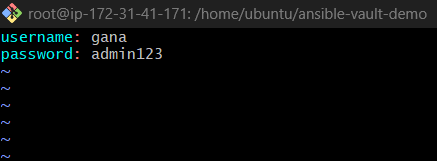 root@ip-172-31-41-171: /home/ubuntu/ansible-vault-demo
username: gana
password: admin123
~
~
~
~
~
~